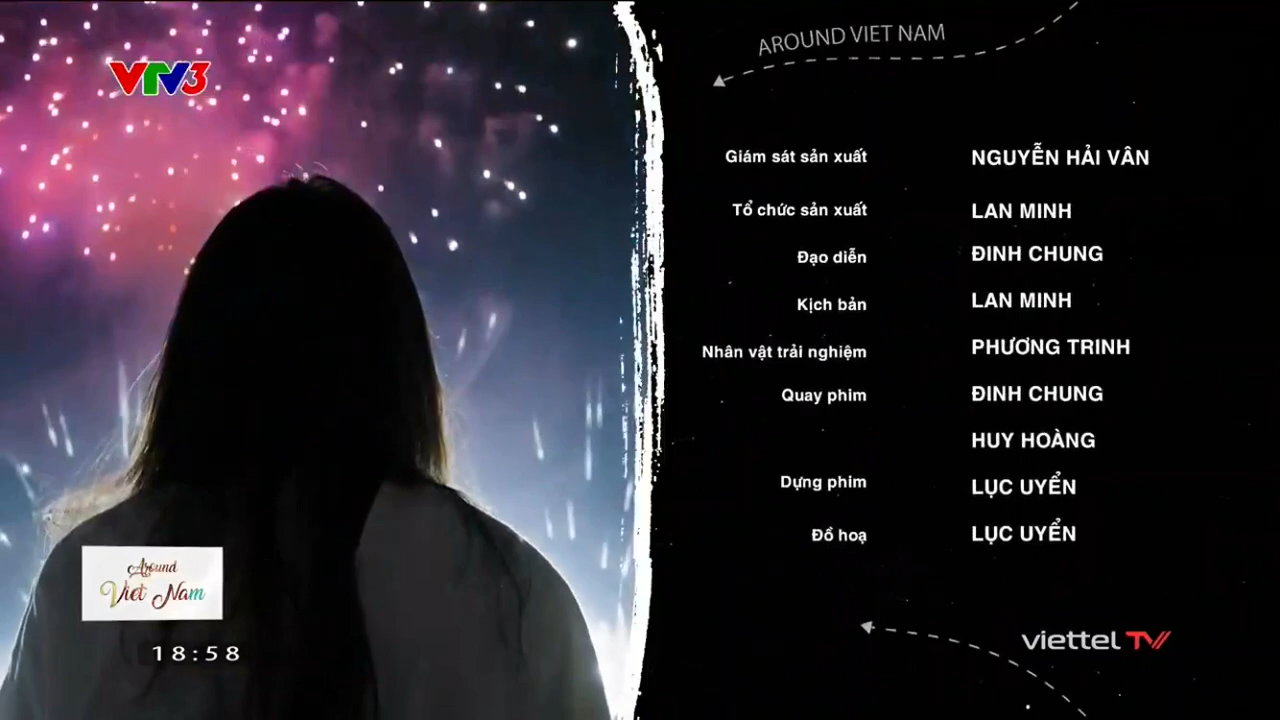 VTV3
AROUND VIET NAM
Giám sát sản xuất NGUYỄN HẢI VÂN
Tổ chức sản xuất LAN MINH
Đạo diễn ĐINH CHUNG
Kịch bản LAN MINH
Nhân vật trải nghiệm PHƯƠNG TRINH
Quay phim ĐINH CHUNG
HUY HOÀNG
Dựng phim LỤC UYỂN
Đồ hoạ LỤC UYỂN
Around
Viet Nam
18:58
viettel TV